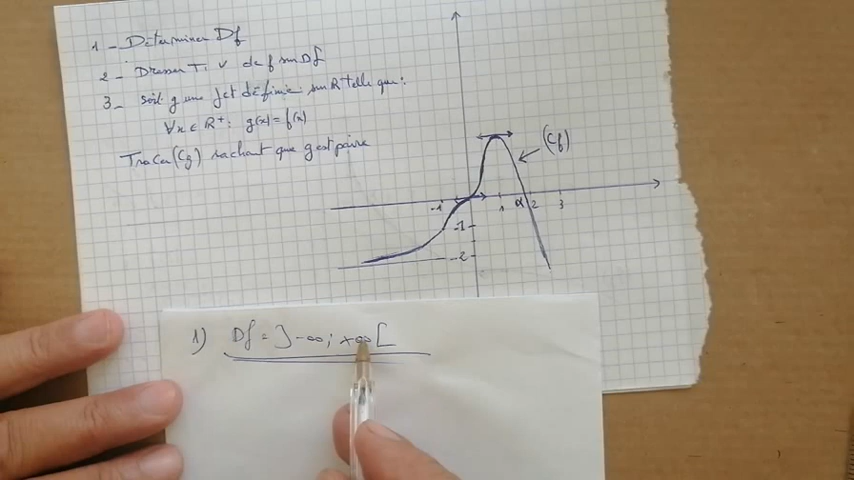 1 - Déterminer Df
2 - Dresser T. V de f sur Df
3 - soit g une fct définie sur R telle que :
∀x ∈ R⁺ : g(x) = f(x)
Tracer (Cg) sachant que g est paire
(Cf)
-1 1 α 2 3
-1
-2
1) Df = ]-∞; +∞[